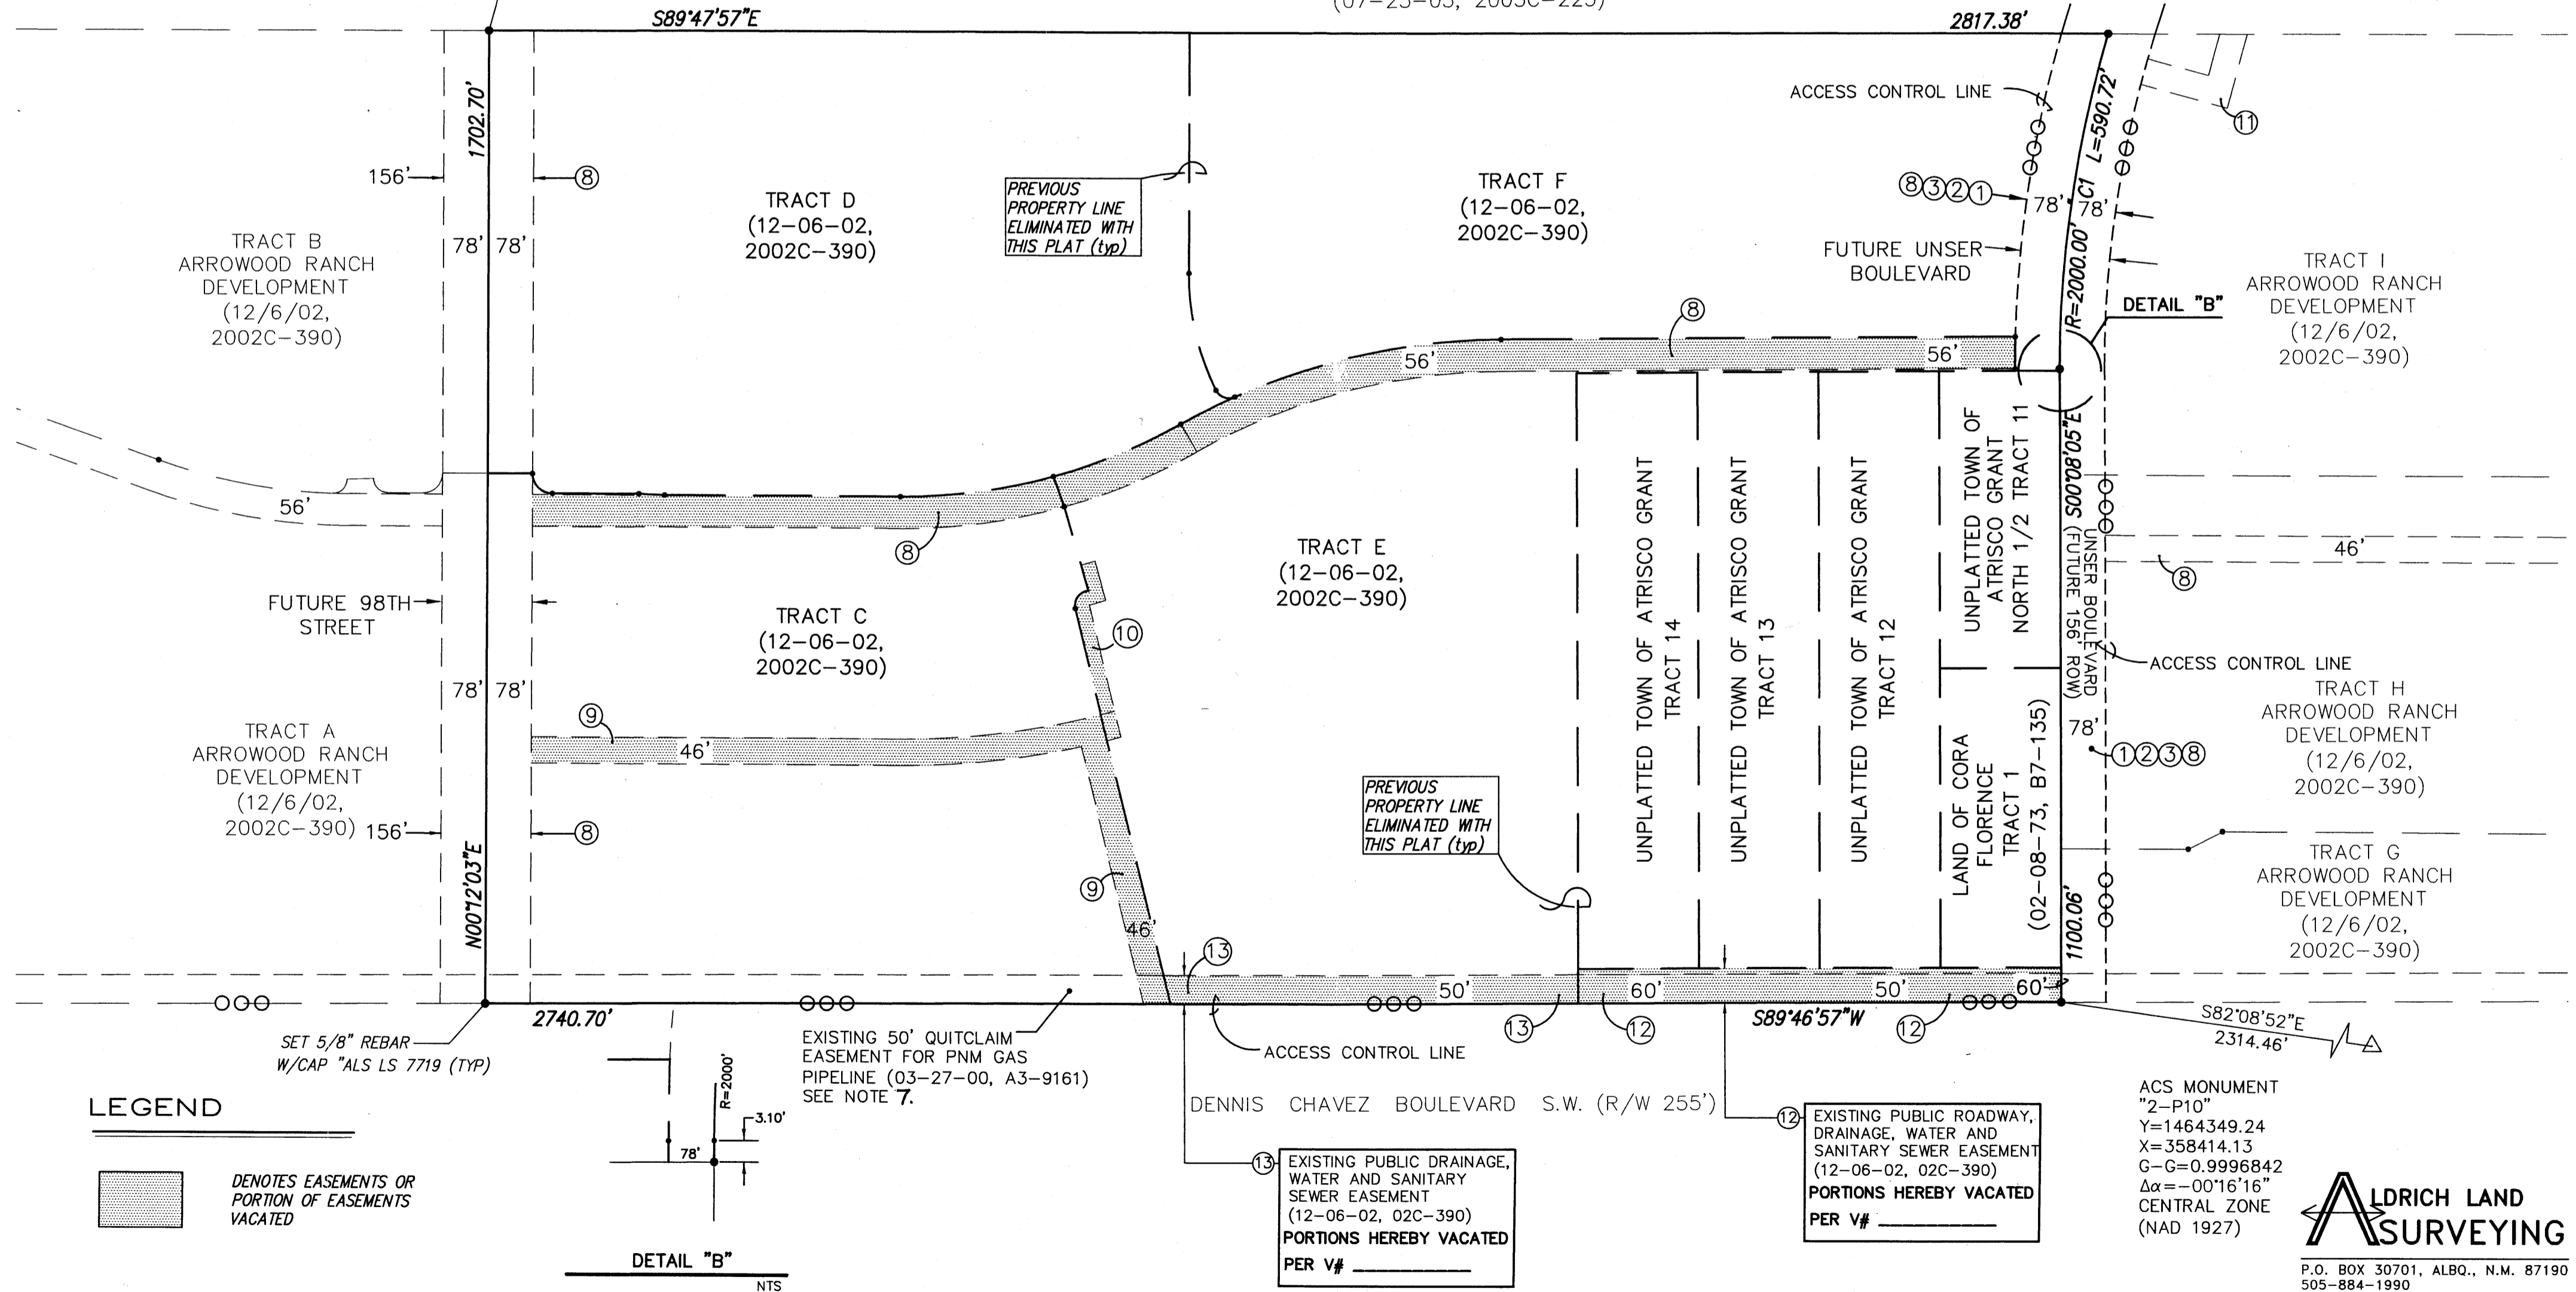 (07-23-03, 2003C-223)
S89°47'57"E
2817.38'
1702.70'
156'
8
78' 78'
TRACT B
ARROWOOD RANCH
DEVELOPMENT
(12/6/02,
2002C-390)
TRACT D
(12-06-02,
2002C-390)
PREVIOUS
PROPERTY LINE
ELIMINATED WITH
THIS PLAT (typ)
TRACT F
(12-06-02,
2002C-390)
ACCESS CONTROL LINE
L=590.72'
C1
R=2000.00'
11
8 3 2 1
78' 78'
FUTURE UNSER
BOULEVARD
DETAIL "B"
TRACT I
ARROWOOD RANCH
DEVELOPMENT
(12/6/02,
2002C-390)
8
56'
56'
56'
8
FUTURE 98TH
STREET
78' 78'
TRACT C
(12-06-02,
2002C-390)
10
TRACT E
(12-06-02,
2002C-390)
9
46'
TRACT A
ARROWOOD RANCH
DEVELOPMENT
(12/6/02,
2002C-390)
156'
8
N00°12'03"E
9
46'
PREVIOUS
PROPERTY LINE
ELIMINATED WITH
THIS PLAT (typ)
UNPLATTED TOWN OF ATRISCO GRANT
TRACT 14
UNPLATTED TOWN OF ATRISCO GRANT
TRACT 13
UNPLATTED TOWN OF ATRISCO GRANT
TRACT 12
UNPLATTED TOWN OF
ATRISCO GRANT
NORTH 1/2 TRACT 11
LAND OF CORA
FLORENCE
TRACT 1
(02-08-73, B7-135)
S00°08'05"E
UNSER BOULEVARD
(FUTURE 156' ROW)
46'
8
ACCESS CONTROL LINE
78'
1 2 3 8
TRACT H
ARROWOOD RANCH
DEVELOPMENT
(12/6/02,
2002C-390)
TRACT G
ARROWOOD RANCH
DEVELOPMENT
(12/6/02,
2002C-390)
1100.06'
13
50'
60'
50'
60'
2740.70'
13
12
S89°46'57"W
12
S82°08'52"E
2314.46'
SET 5/8" REBAR
W/CAP "ALS LS 7719 (TYP)
EXISTING 50' QUITCLAIM
EASEMENT FOR PNM GAS
PIPELINE (03-27-00, A3-9161)
SEE NOTE 7.
ACCESS CONTROL LINE
DENNIS CHAVEZ BOULEVARD S.W. (R/W 255')
LEGEND
DENOTES EASEMENTS OR
PORTION OF EASEMENTS
VACATED
R=2000'
3.10'
78'
DETAIL "B"
NTS
13
EXISTING PUBLIC DRAINAGE,
WATER AND SANITARY
SEWER EASEMENT
(12-06-02, 02C-390)
PORTIONS HEREBY VACATED
PER V# ____________
12
EXISTING PUBLIC ROADWAY,
DRAINAGE, WATER AND
SANITARY SEWER EASEMENT
(12-06-02, 02C-390)
PORTIONS HEREBY VACATED
PER V# ____________
ACS MONUMENT
"2-P10"
Y=1464349.24
X=358414.13
G-G=0.9996842
Δα=-00°16'16"
CENTRAL ZONE
(NAD 1927)
ALDRICH LAND
SURVEYING
P.O. BOX 30701, ALBQ., N.M. 87190
505-884-1990